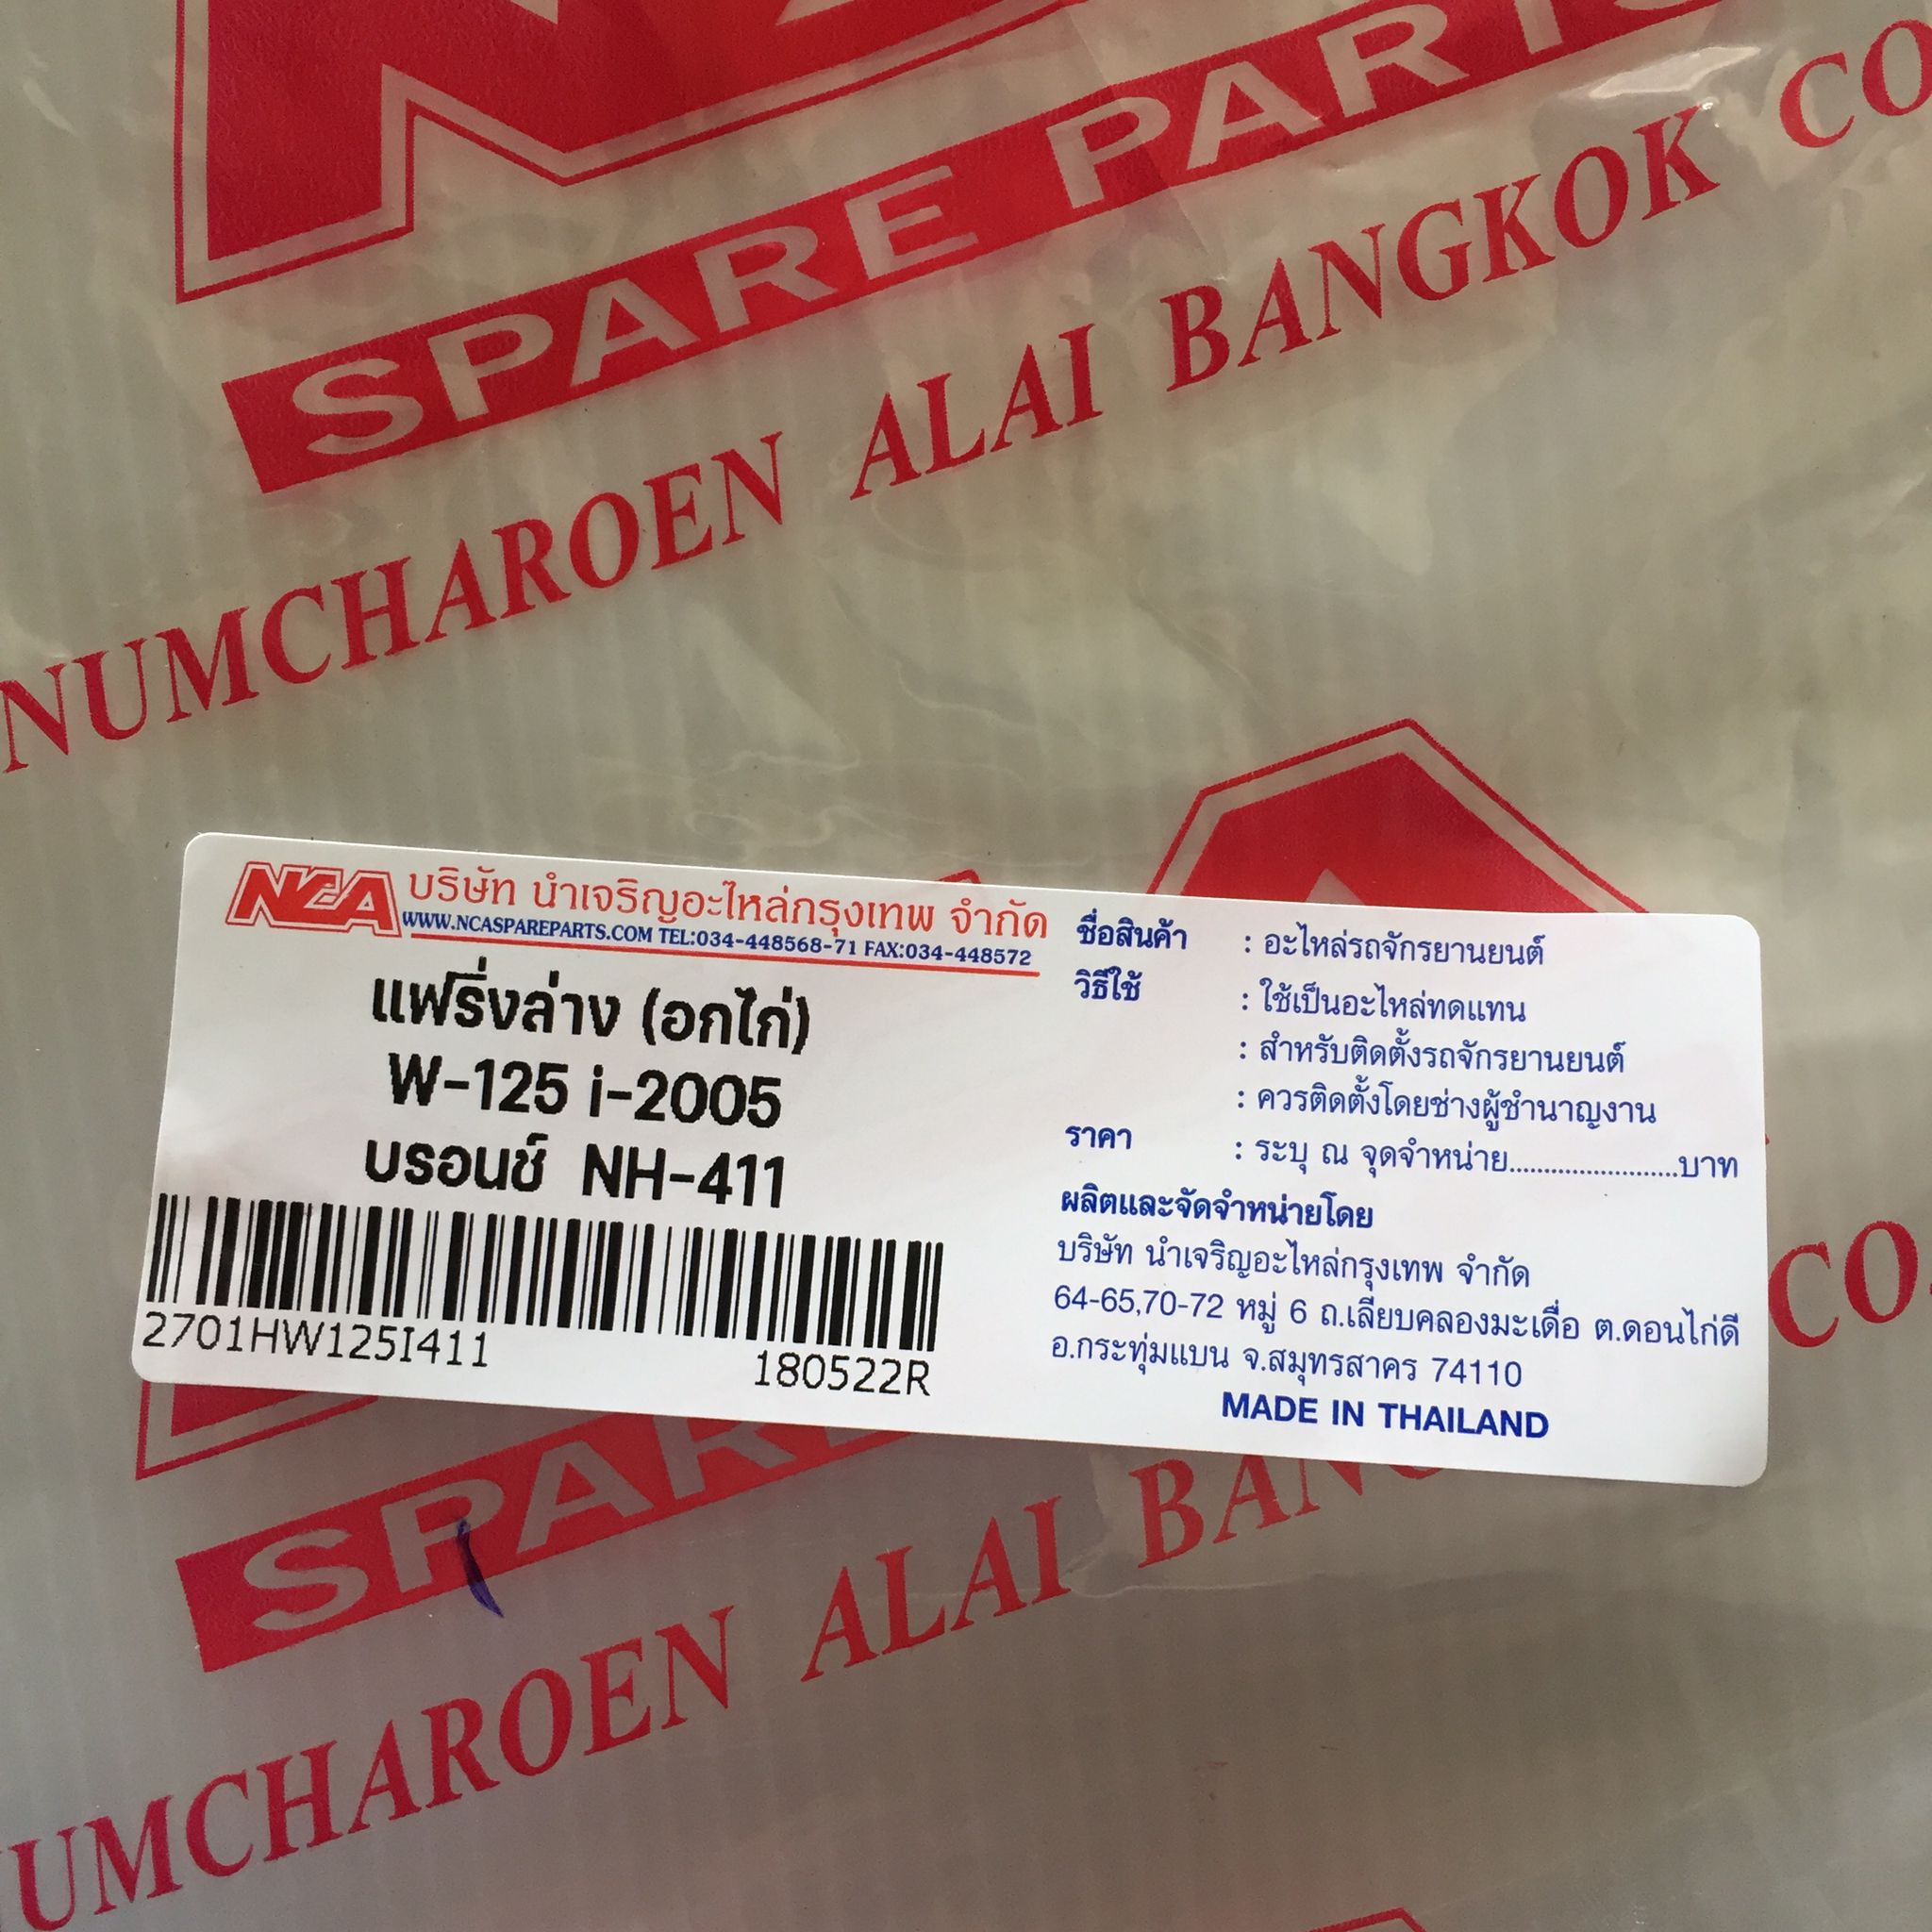 SPARE PARTS
NUMCHAROEN ALAI BANGKOK CO
NCA บริษัท นำเจริญอะไหล่กรุงเทพ จำกัด
WWW.NCASPAREPARTS.COM TEL:034-448568-71 FAX:034-448572
แฟริ่งล่าง (อกไก่)
W-125 i-2005
บรอนช์ NH-411
2701HW125I411 180522R
ชื่อสินค้า : อะไหล่รถจักรยานยนต์
วิธีใช้ : ใช้เป็นอะไหล่ทดแทน
: สำหรับติดตั้งรถจักรยานยนต์
: ควรติดตั้งโดยช่างผู้ชำนาญงาน
ราคา : ระบุ ณ จุดจำหน่าย........................บาท
ผลิตและจัดจำหน่ายโดย
บริษัท นำเจริญอะไหล่กรุงเทพ จำกัด
64-65,70-72 หมู่ 6 ถ.เลียบคลองมะเดื่อ ต.ดอนไก่ดี
อ.กระทุ่มแบน จ.สมุทรสาคร 74110
MADE IN THAILAND
CO.
SPARE
UMCHAROEN ALAI BANG